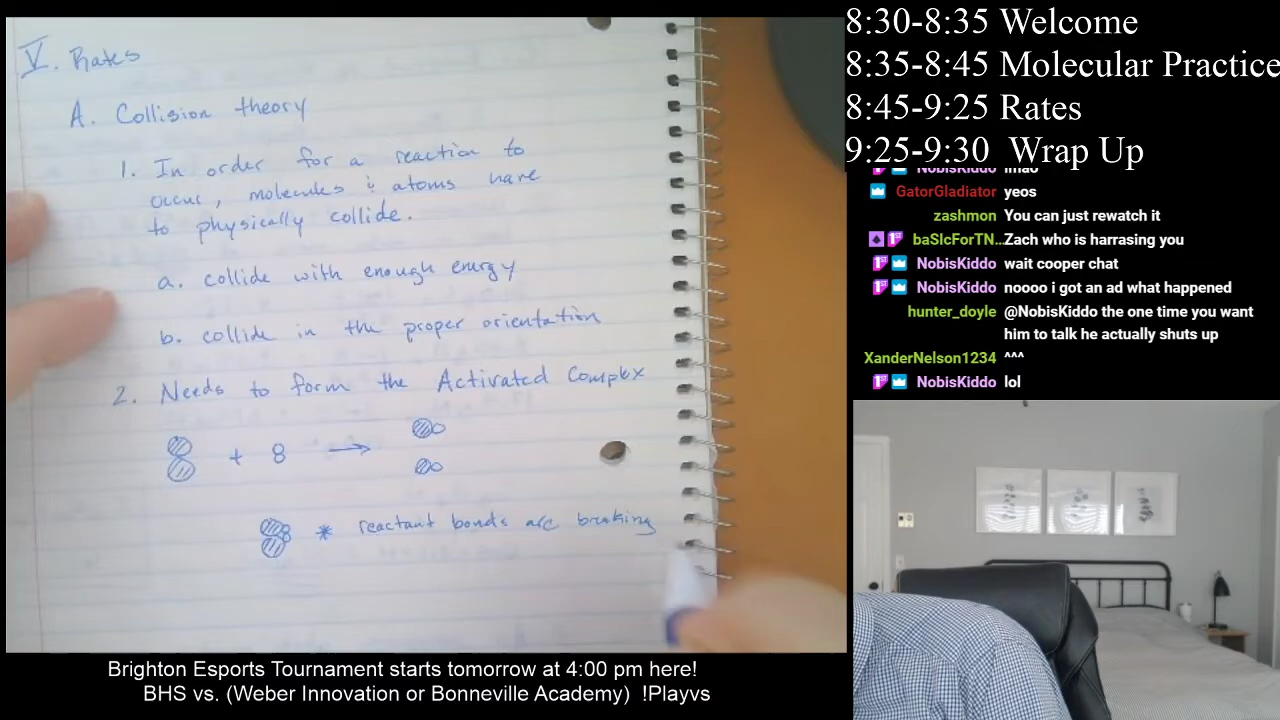 V. Rates
A. Collision theory
1. In order for a reaction to
occur, molecules & atoms have
to physically collide.
a. collide with enough energy
b. collide in the proper orientation
2. Needs to form the Activated Complex
+ →
* reactant bonds are breaking
8:30-8:35 Welcome
8:35-8:45 Molecular Practice
8:45-9:25 Rates
9:25-9:30 Wrap Up
NobisKiddo lmao
GatorGladiator yeos
zashmon You can just rewatch it
baSIcForTN... Zach who is harrasing you
NobisKiddo wait cooper chat
NobisKiddo noooo i got an ad what happened
hunter_doyle @NobisKiddo the one time you want
him to talk he actually shuts up
XanderNelson1234 ^^^
NobisKiddo lol
Brighton Esports Tournament starts tomorrow at 4:00 pm here!
BHS vs. (Weber Innovation or Bonneville Academy) !Playvs